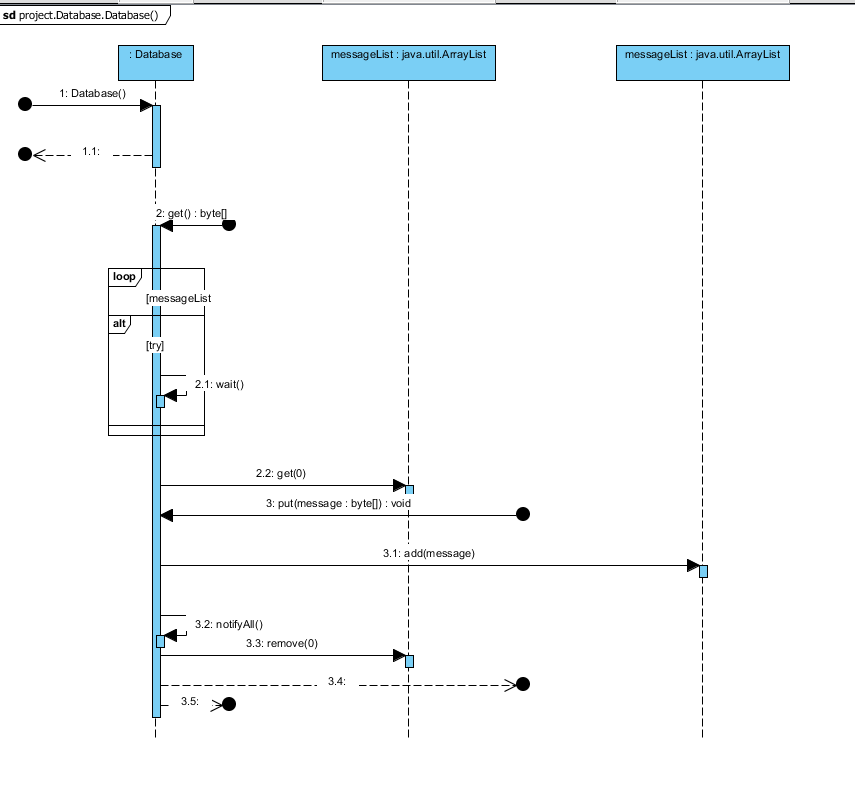 sd project.Database.Database()
: Database
messageList : java.util.ArrayList
messageList : java.util.ArrayList
1: Database()
1.1:
2: get() : byte[]
loop
[messageList
alt
[try]
2.1: wait()
2.2: get(0)
3: put(message : byte[]) : void
3.1: add(message)
3.2: notifyAll()
3.3: remove(0)
3.4:
3.5: